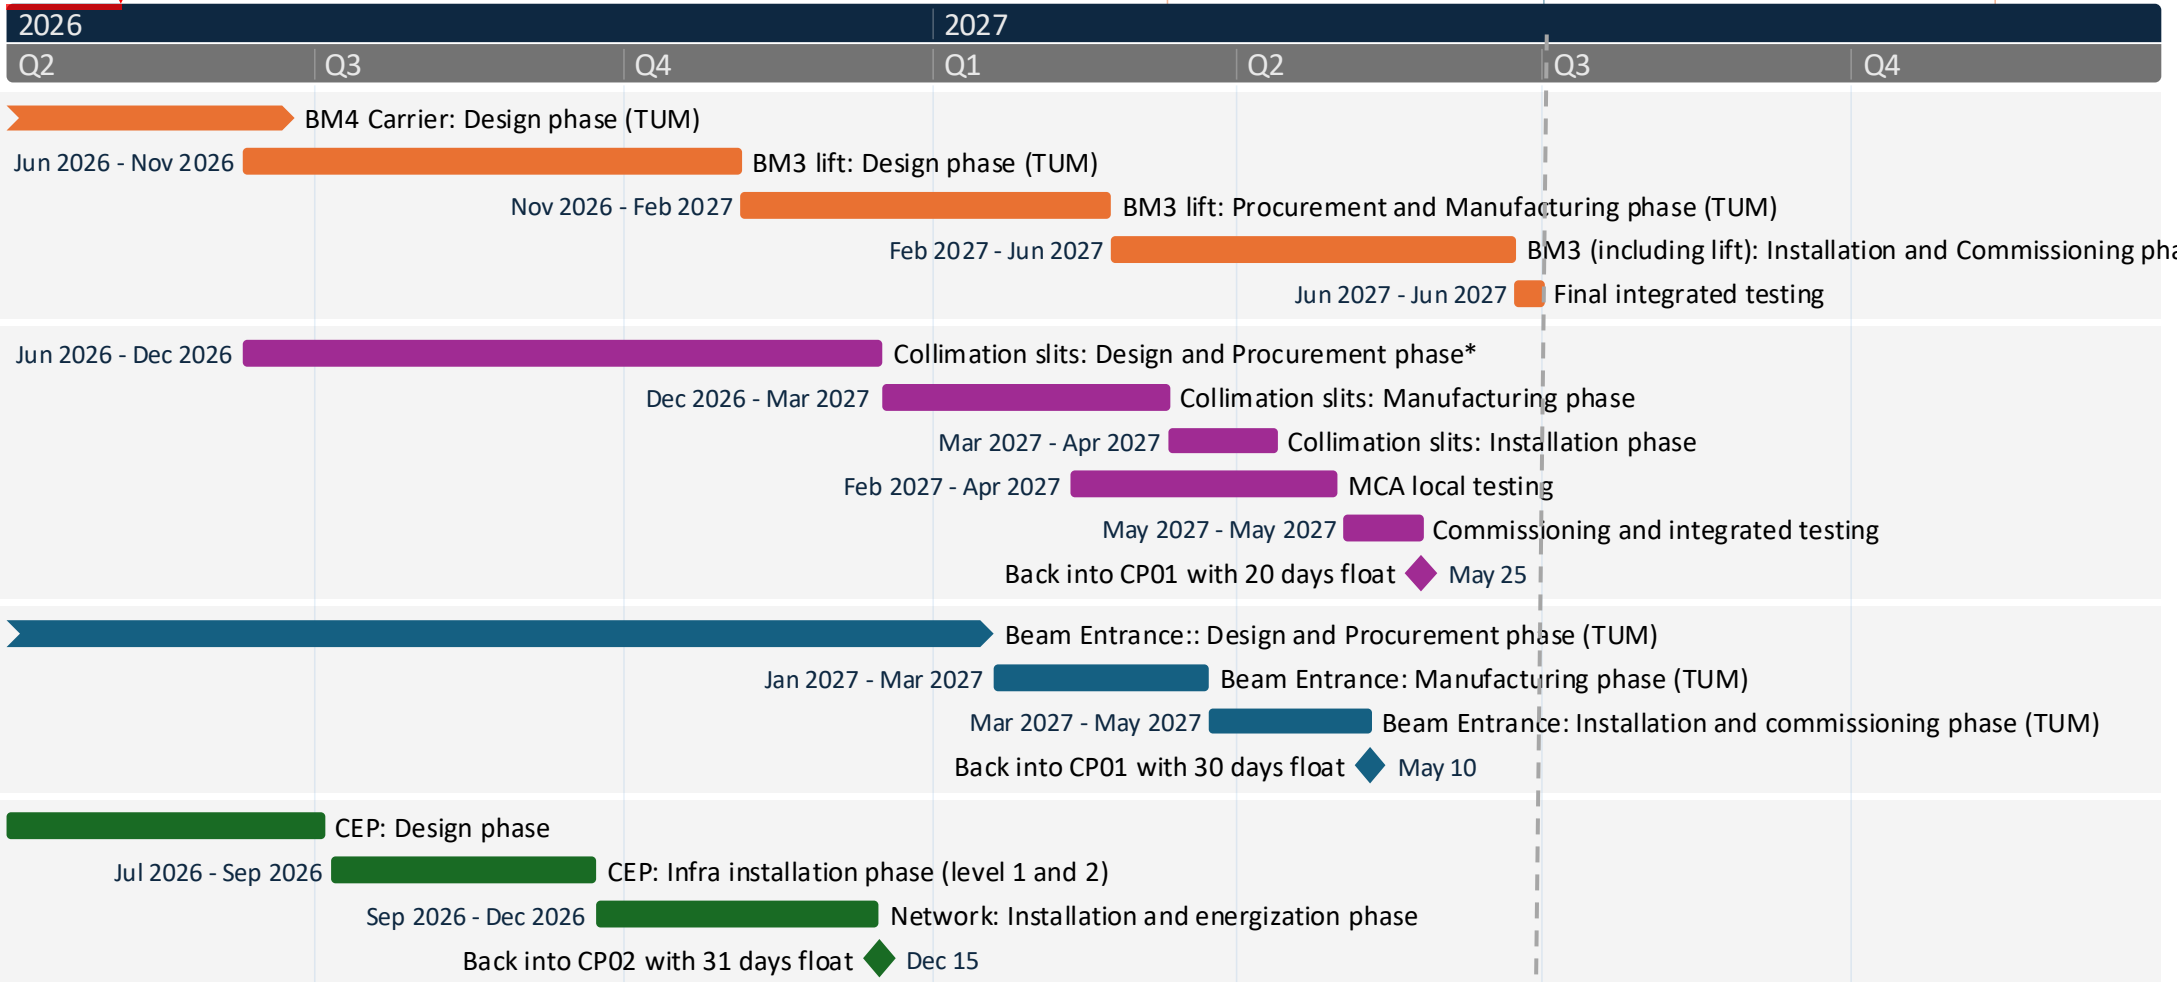 2026 2027
Q2 Q3 Q4 Q1 Q2 Q3 Q4
BM4 Carrier: Design phase (TUM)
Jun 2026 - Nov 2026 BM3 lift: Design phase (TUM)
Nov 2026 - Feb 2027 BM3 lift: Procurement and Manufacturing phase (TUM)
Feb 2027 - Jun 2027 BM3 (including lift): Installation and Commissioning pha
Jun 2027 - Jun 2027 Final integrated testing
Jun 2026 - Dec 2026 Collimation slits: Design and Procurement phase*
Dec 2026 - Mar 2027 Collimation slits: Manufacturing phase
Mar 2027 - Apr 2027 Collimation slits: Installation phase
Feb 2027 - Apr 2027 MCA local testing
May 2027 - May 2027 Commissioning and integrated testing
Back into CP01 with 20 days float May 25
Beam Entrance:: Design and Procurement phase (TUM)
Jan 2027 - Mar 2027 Beam Entrance: Manufacturing phase (TUM)
Mar 2027 - May 2027 Beam Entrance: Installation and commissioning phase (TUM)
Back into CP01 with 30 days float May 10
CEP: Design phase
Jul 2026 - Sep 2026 CEP: Infra installation phase (level 1 and 2)
Sep 2026 - Dec 2026 Network: Installation and energization phase
Back into CP02 with 31 days float Dec 15